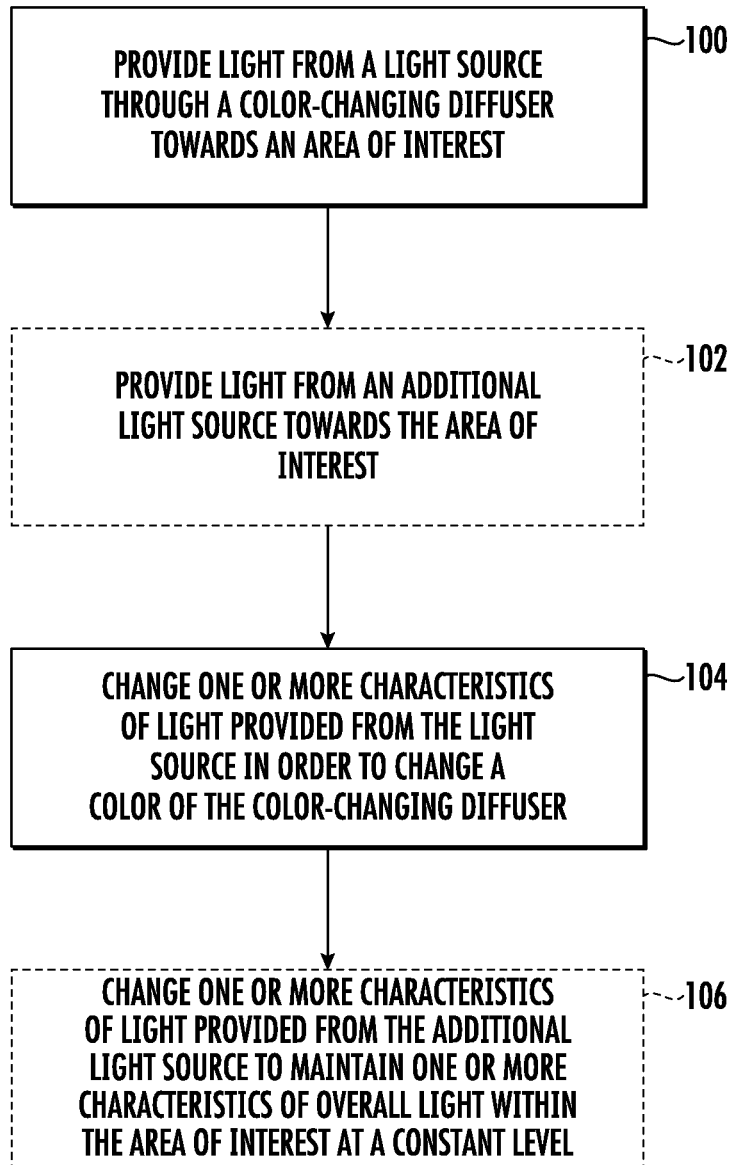 PROVIDE LIGHT FROM A LIGHT SOURCE
THROUGH A COLOR-CHANGING DIFFUSER
TOWARDS AN AREA OF INTEREST
100
PROVIDE LIGHT FROM AN ADDITIONAL
LIGHT SOURCE TOWARDS THE AREA OF
INTEREST
102
CHANGE ONE OR MORE CHARACTERISTICS
OF LIGHT PROVIDED FROM THE LIGHT
SOURCE IN ORDER TO CHANGE A
COLOR OF THE COLOR-CHANGING DIFFUSER
104
CHANGE ONE OR MORE CHARACTERISTICS
OF LIGHT PROVIDED FROM THE ADDITIONAL
LIGHT SOURCE TO MAINTAIN ONE OR MORE
CHARACTERISTICS OF OVERALL LIGHT WITHIN
THE AREA OF INTEREST AT A CONSTANT LEVEL
106